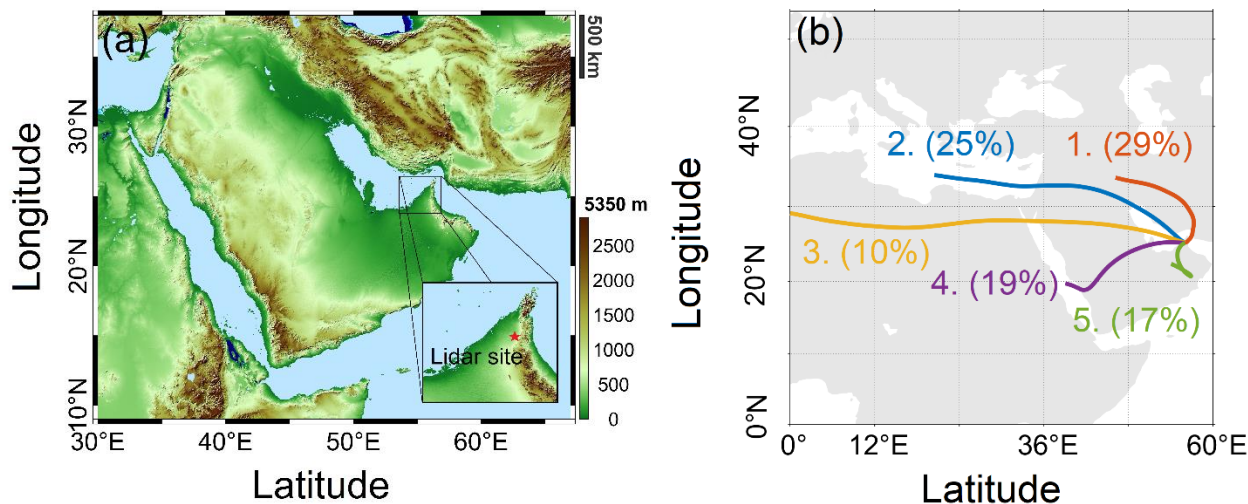 (a)
500 km
Longitude
30°N
20°N
10°N
30°E
40°E
50°E
60°E
Latitude
5350 m
2500
2000
1500
1000
500
0
Lidar site
(b)
Longitude
40°N
20°N
0°N
0°
12°E
36°E
60°E
Latitude
2. (25%)
1. (29%)
3. (10%)
4. (19%)
5. (17%)